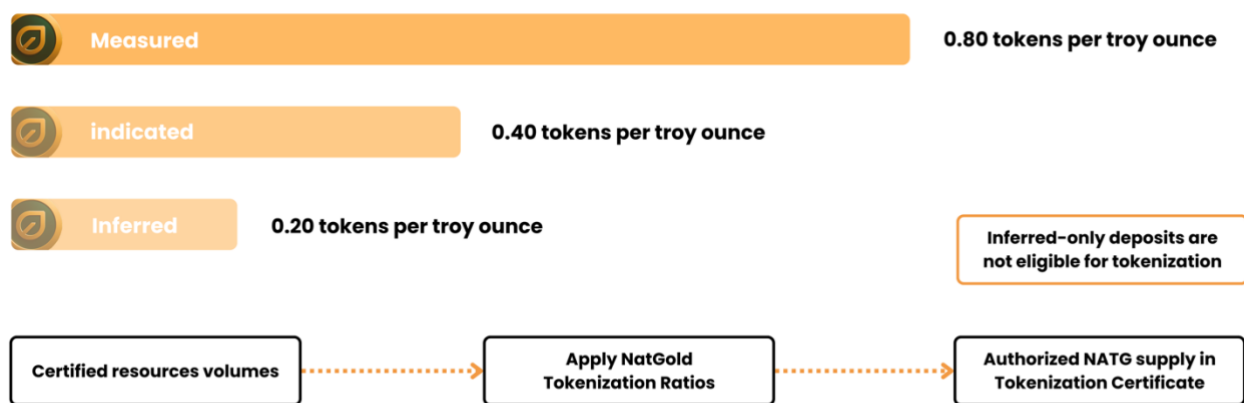 Measured
0.80 tokens per troy ounce
indicated
0.40 tokens per troy ounce
Inferred
0.20 tokens per troy ounce
Inferred-only deposits are
not eligible for tokenization
Certified resources volumes
Apply NatGold
Tokenization Ratios
Authorized NATG supply in
Tokenization Certificate